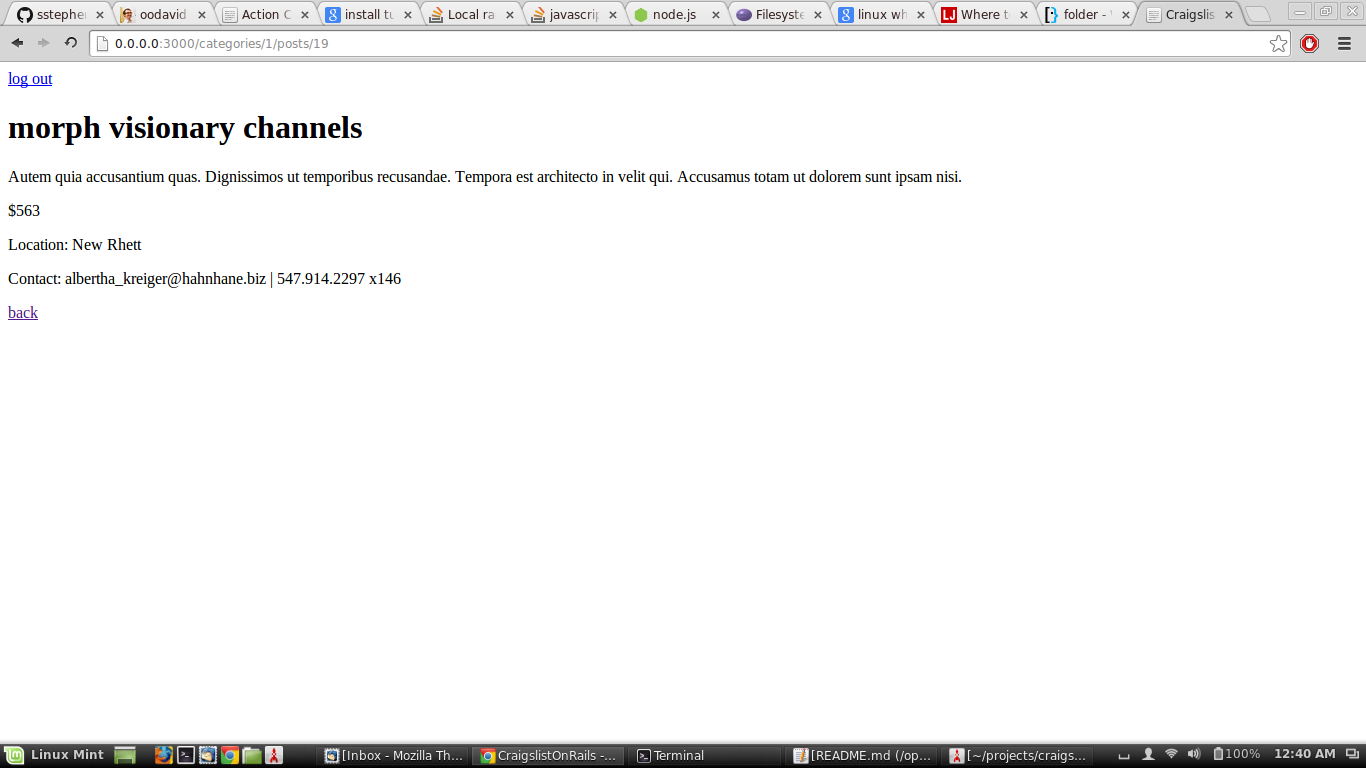 sstephe
oodavid
Action C
install tu
Local ra
javascrip
node.js
Filesyste
linux wh
Where to
folder -
Craigslis
0.0.0.0:3000/categories/1/posts/19
log out
morph visionary channels
Autem quia accusantium quas. Dignissimos ut temporibus recusandae. Tempora est architecto in velit qui. Accusamus totam ut dolorem sunt ipsam nisi.
$563
Location: New Rhett
Contact: albertha_kreiger@hahnhane.biz | 547.914.2297 x146
back
Linux Mint
[Inbox - Mozilla Th...
CraigslistOnRails -...
Terminal
[README.md (/op...
[~/projects/craigs...
100%
12:40 AM